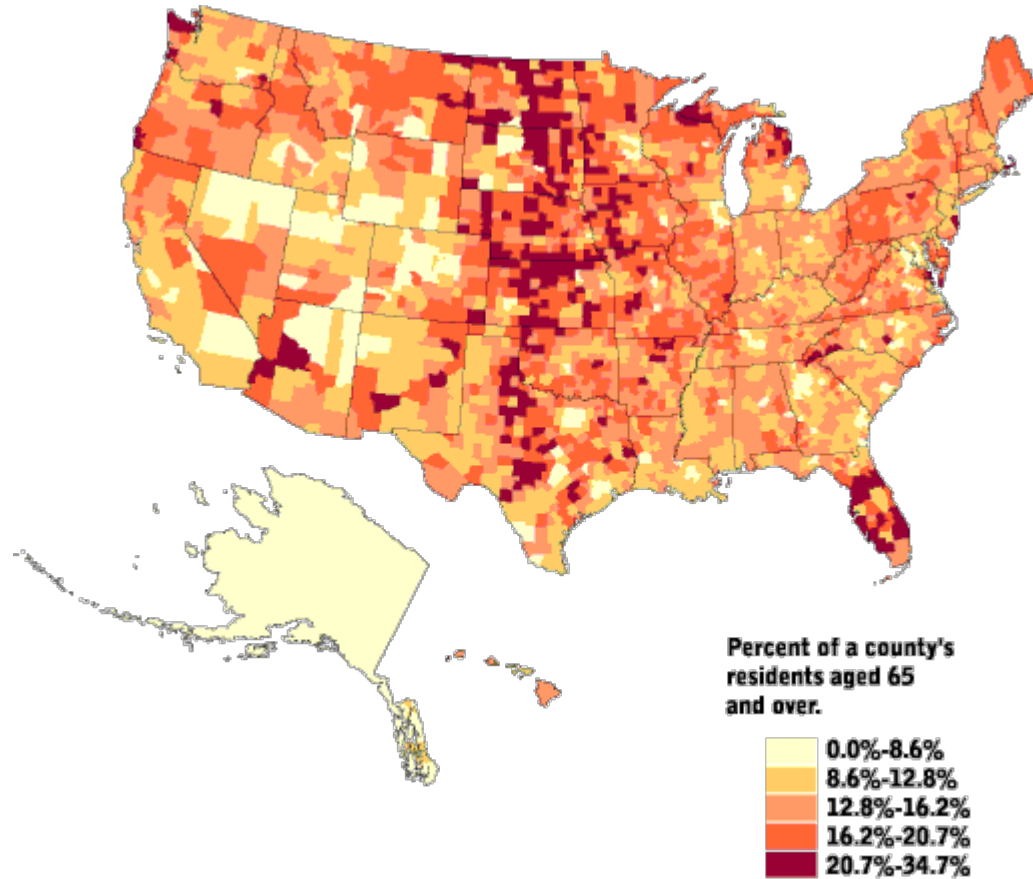 Percent of a county's
residents aged 65
and over.
0.0%-8.6%
8.6%-12.8%
12.8%-16.2%
16.2%-20.7%
20.7%-34.7%